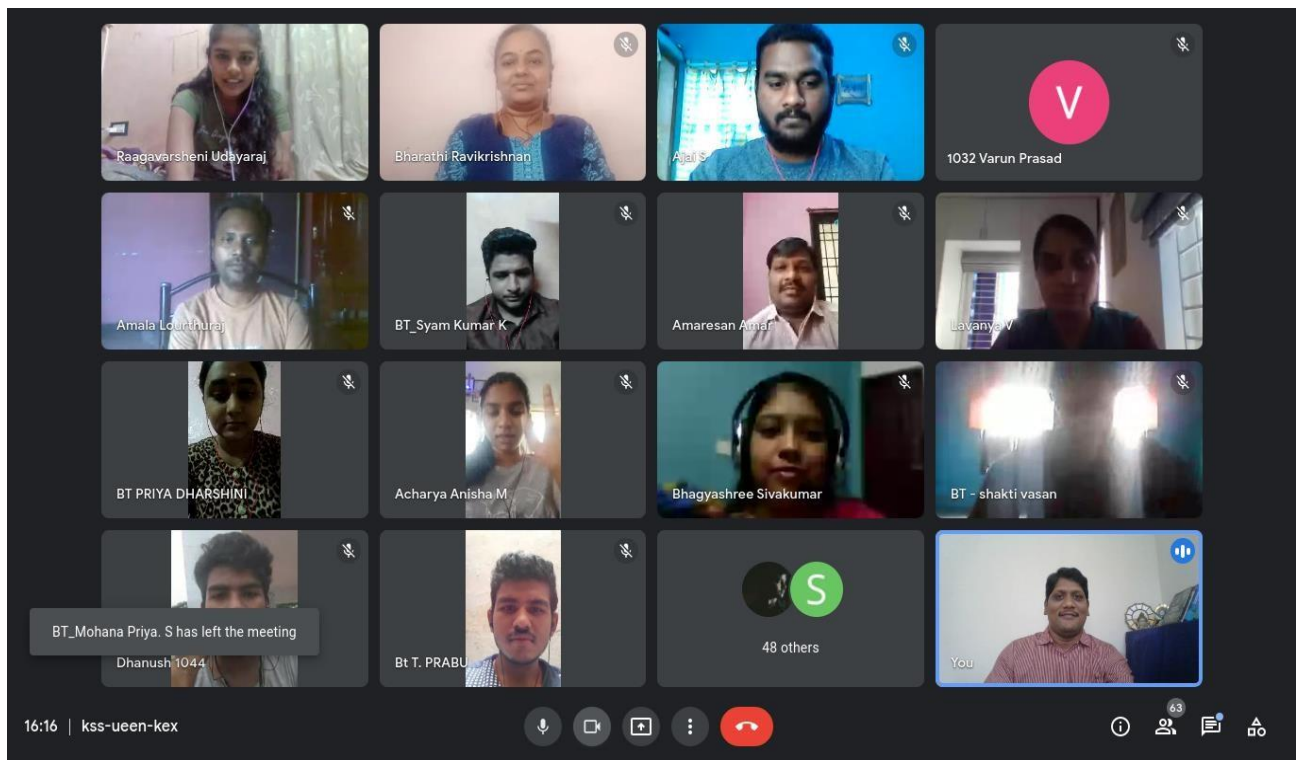 Raagavarsheni Udayaraj
Bharathi Ravikrishnan
Ajai S
V
1032 Varun Prasad
Amala Lourthuraj
BT_Syam Kumar K
Amaresan Amar
Lavanya V
BT PRIYA DHARSHINI
Acharya Anisha M
Bhagyashree Sivakumar
BT - shakti vasan
BT_Mohana Priya. S has left the meeting
Dhanush 1044
Bt T. PRABU
S
48 others
You
16:16 | kss-ueen-kex
63